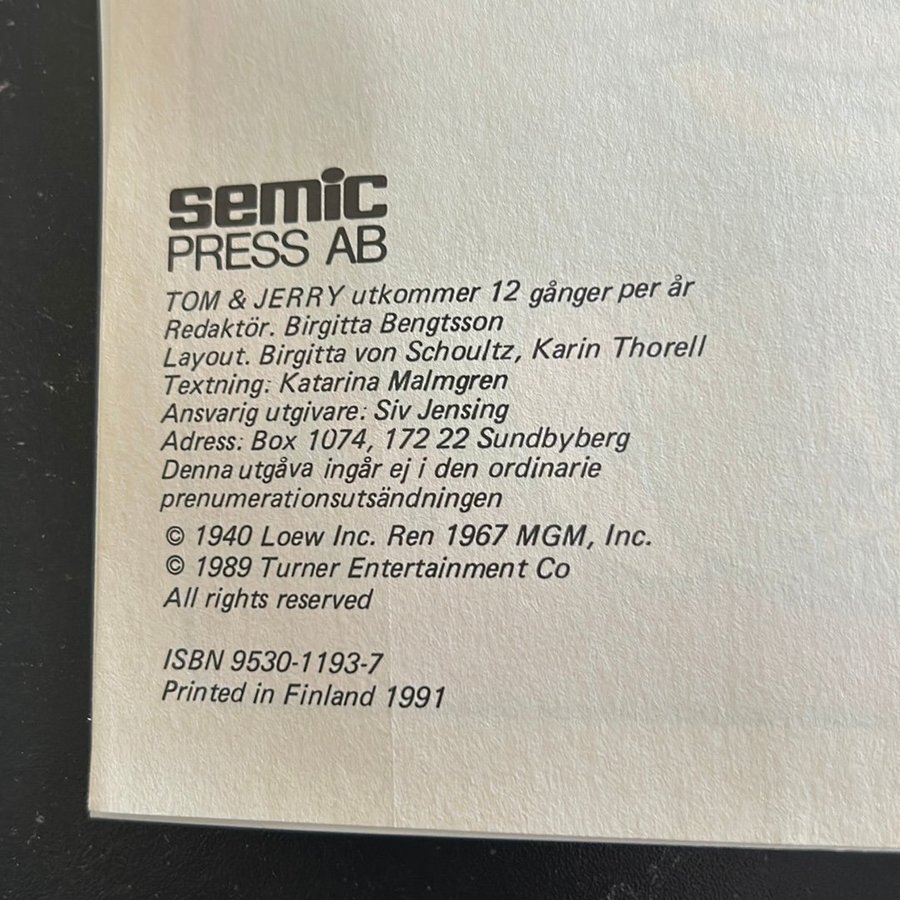 semic
PRESS AB
TOM & JERRY utkommer 12 gånger per år
Redaktör. Birgitta Bengtsson
Layout. Birgitta von Schoultz, Karin Thorell
Textning: Katarina Malmgren
Ansvarig utgivare: Siv Jensing
Adress: Box 1074, 172 22 Sundbyberg
Denna utgåva ingår ej i den ordinarie
prenumerationsutsändningen
© 1940 Loew Inc. Ren 1967 MGM, Inc.
© 1989 Turner Entertainment Co
All rights reserved
ISBN 9530-1193-7
Printed in Finland 1991